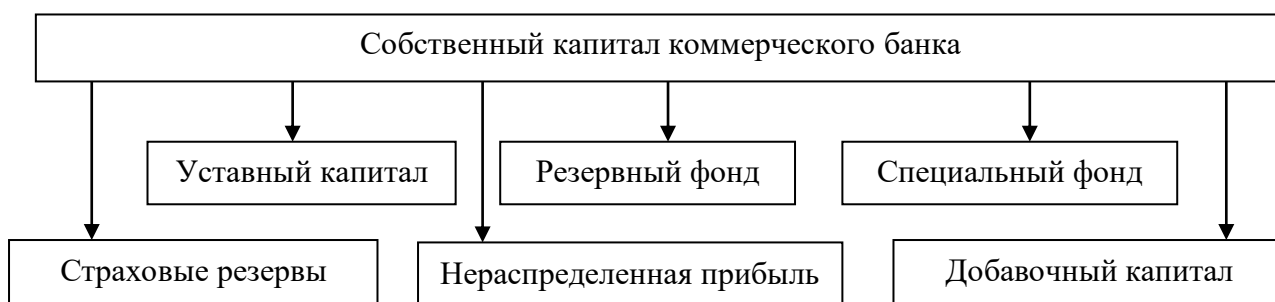 Собственный капитал коммерческого банка
Уставный капитал
Резервный фонд
Специальный фонд
Страховые резервы
Нераспределенная прибыль
Добавочный капитал